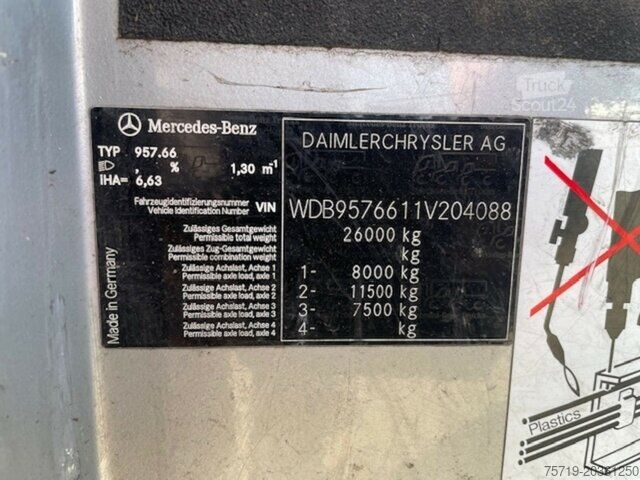 Truck
Scout24
Mercedes-Benz
DAIMLERCHRYSLER AG
TYP 957.66
, % 1,30 m⁻¹
IHA= 6,63
Fahrzeugidentifizierungsnummer
Vehicle Identification Number VIN WDB9576611V204088
Zulässiges Gesamtgewicht
Permissible total weight 26000 kg
Zulässiges Zug-Gesamtgewicht
Permissible combination weight kg
Zulässige Achslast, Achse 1
Permissible axle load, axle 1 1- 8000 kg
Zulässige Achslast, Achse 2
Permissible axle load, axle 2 2- 11500 kg
Zulässige Achslast, Achse 3
Permissible axle load, axle 3 3- 7500 kg
Zulässige Achslast, Achse 4
Permissible axle load, axle 4 4- kg
Made in Germany
Plastics
75719-20361250